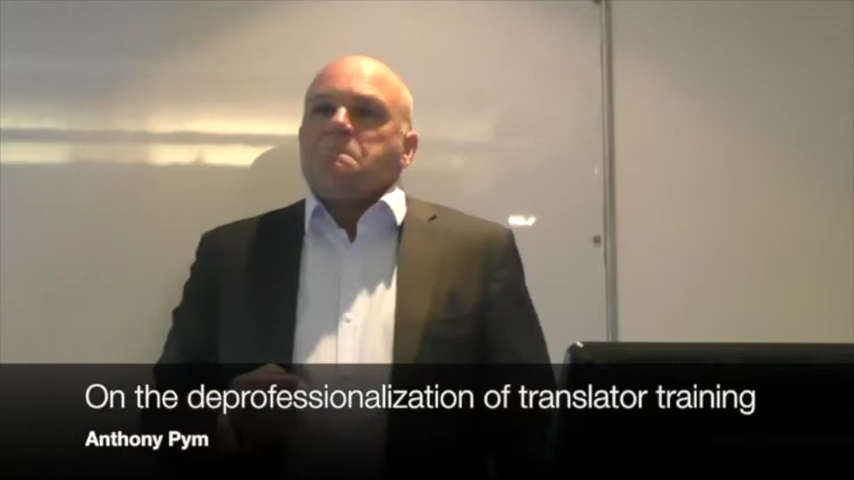 On the deprofessionalization of translator training
Anthony Pym